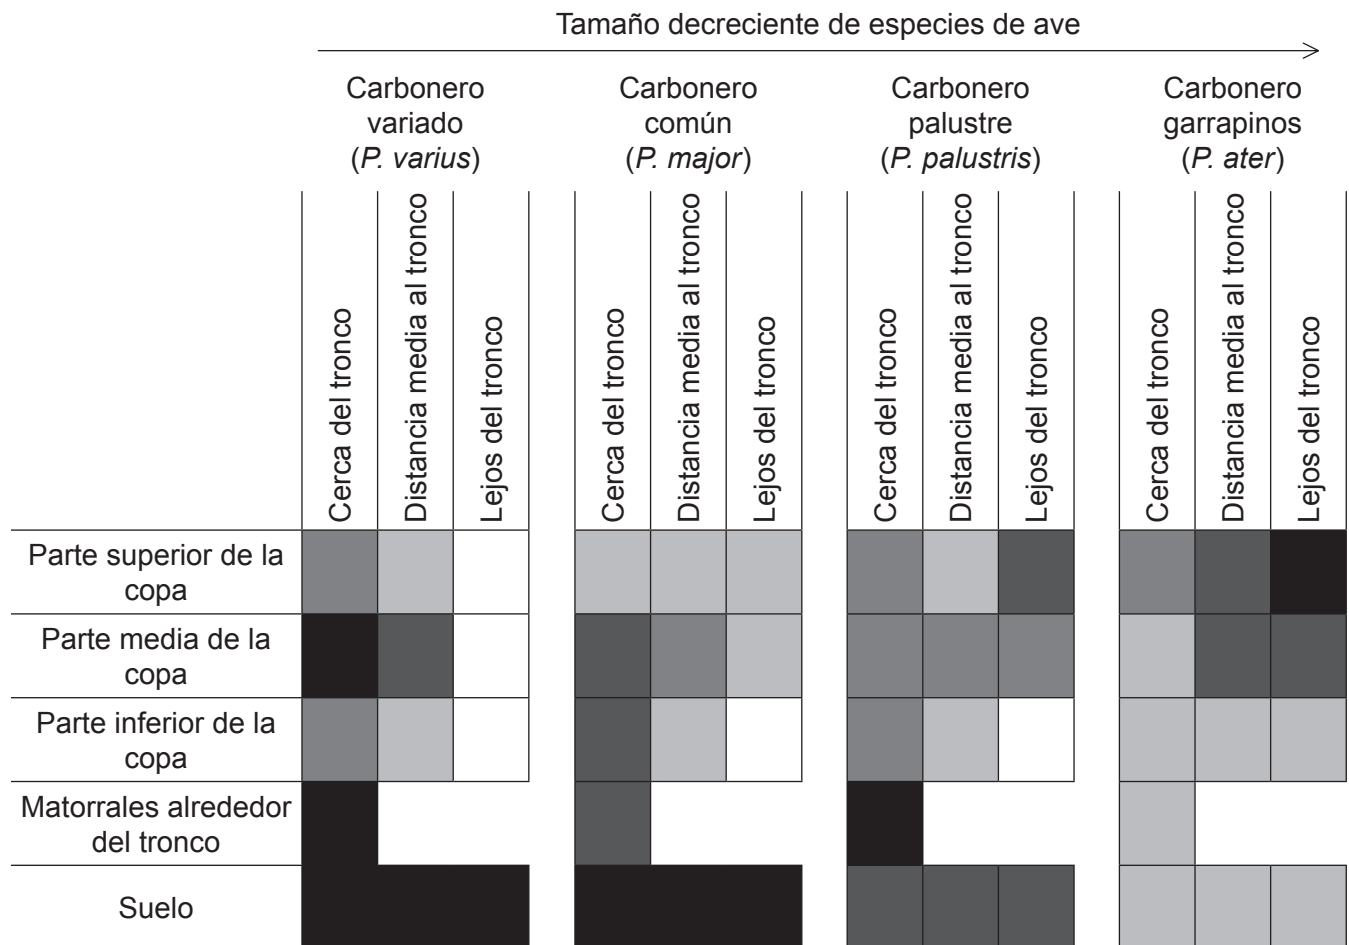 Tamaño decreciente de especies de ave
Carbonero
variado
(P. varius)
Carbonero
común
(P. major)
Carbonero
palustre
(P. palustris)
Carbonero
garrapinos
(P. ater)
Cerca del tronco
Distancia media al tronco
Lejos del tronco
Cerca del tronco
Distancia media al tronco
Lejos del tronco
Cerca del tronco
Distancia media al tronco
Lejos del tronco
Cerca del tronco
Distancia media al tronco
Lejos del tronco
Parte superior de la
copa
Parte media de la
copa
Parte inferior de la
copa
Matorrales alrededor
del tronco
Suelo